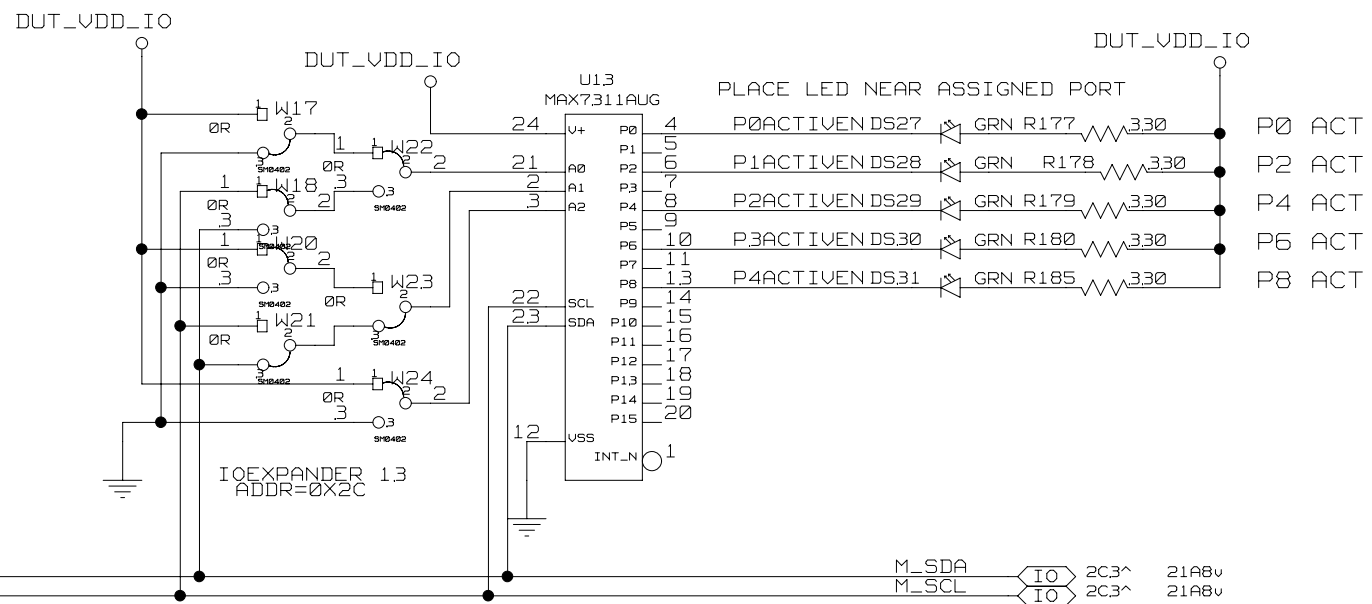 DUT_VDD_IO
DUT_VDD_IO
DUT_VDD_IO
U13
MAX7311AUG
PLACE LED NEAR ASSIGNED PORT
1 W17
0R 2
3
SM0402
1 W18
0R 2
3
SM0402
1 W20
0R 2
3
SM0402
1 W21
0R 2
3
SM0402
1 W22
0R 2
3
SM0402
1 W23
0R 2
3
SM0402
1 W24
0R 2
3
SM0402
24 V+
21 A0
2 A1
3 A2
22 SCL
23 SDA
12 VSS
P0 4
P1 5
P2 6
P3 7
P4 8
P5 9
P6 10
P7 11
P8 13
P9 14
P10 15
P11 16
P12 17
P13 18
P14 19
P15 20
INT_N 1
P0ACTIVEN DS27 GRN R177 330 P0 ACT
P1ACTIVEN DS28 GRN R178 330 P2 ACT
P2ACTIVEN DS29 GRN R179 330 P4 ACT
P3ACTIVEN DS30 GRN R180 330 P6 ACT
P4ACTIVEN DS31 GRN R185 330 P8 ACT
IOEXPANDER 13
ADDR=0X2C
M_SDA IO 2C3^ 21A8v
M_SCL IO 2C3^ 21A8v